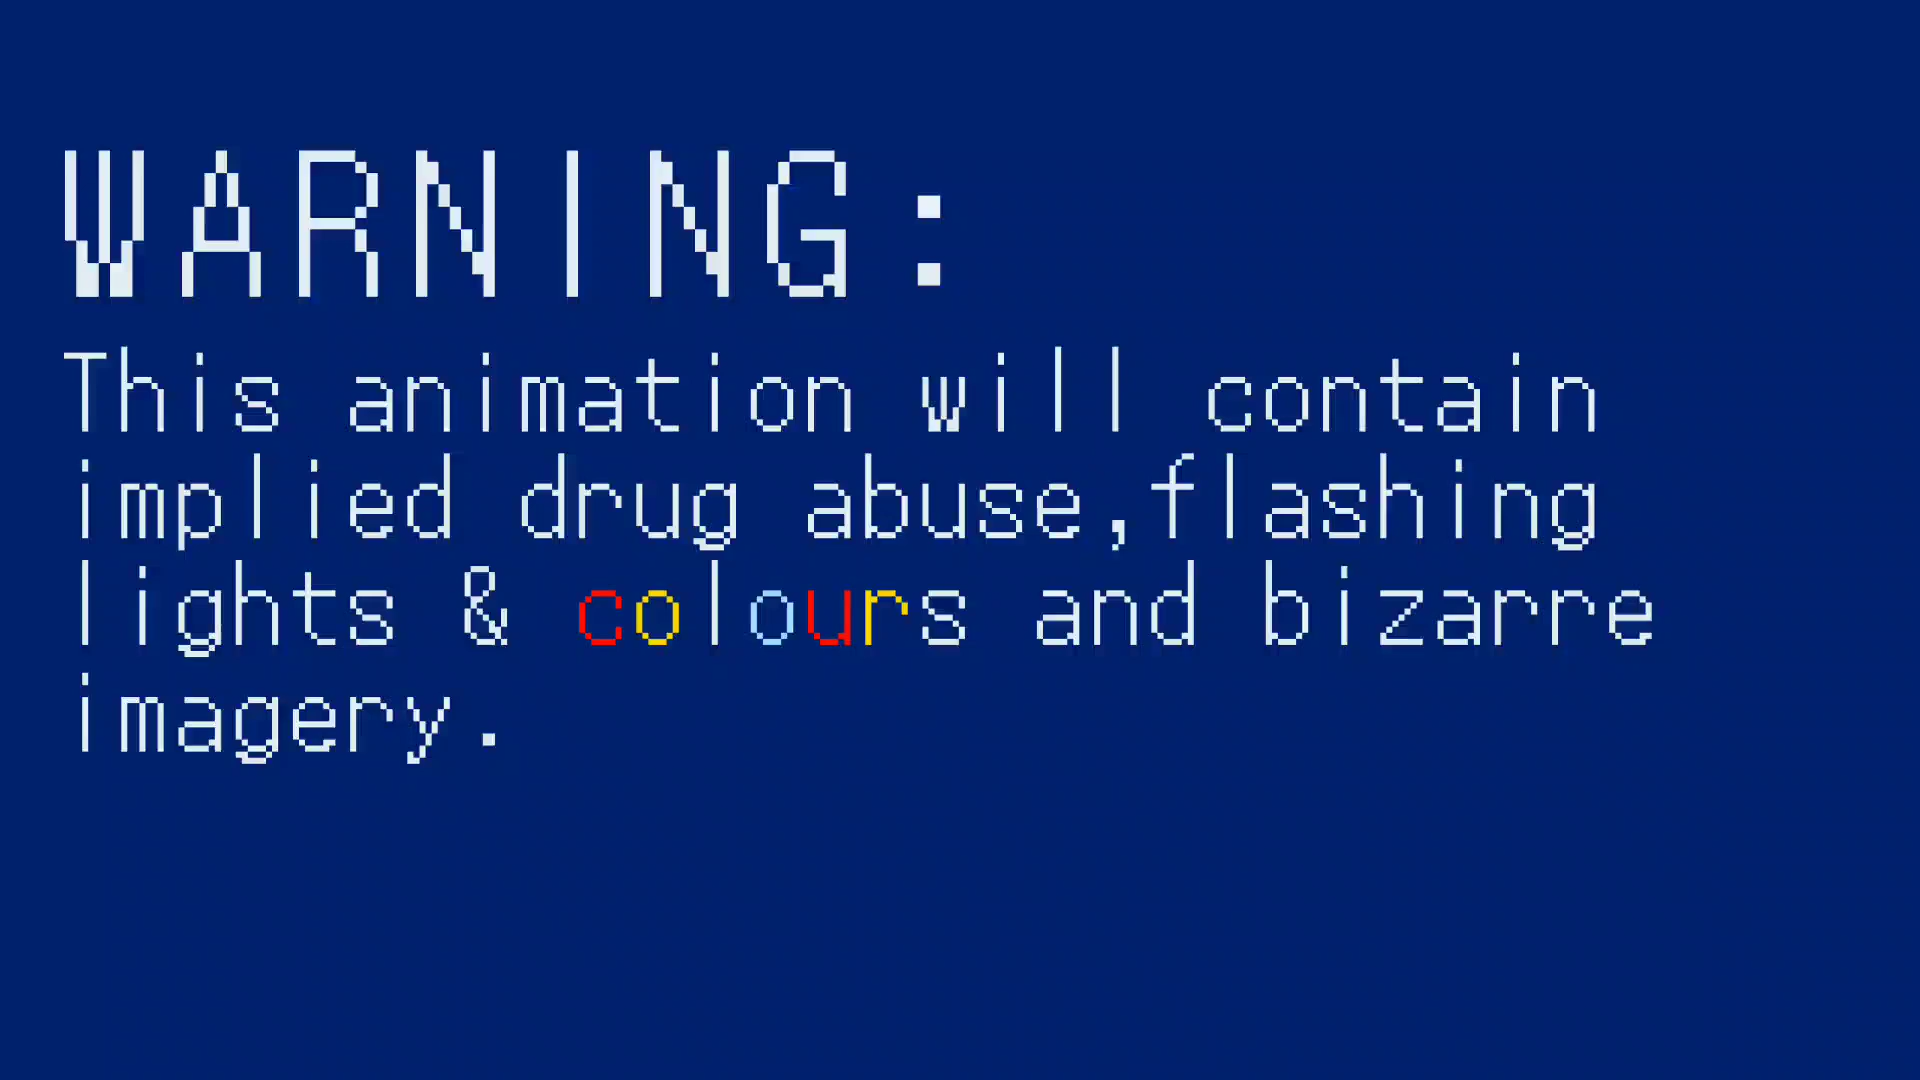 WARNING:
This animation will contain
implied drug abuse,flashing
lights & colours and bizarre
imagery.